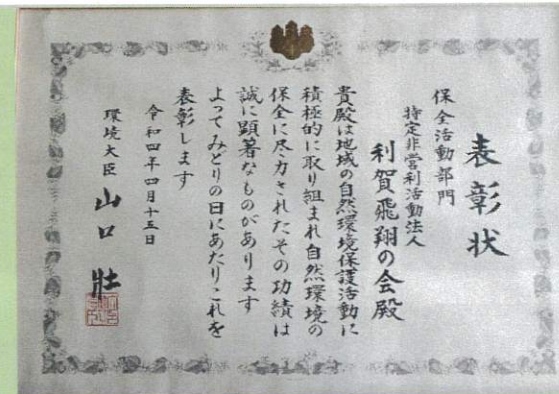 表彰状
保全活動部門
特定非営利活動法人
利賀飛翔の会殿
貴殿は地域の自然環境保護活動に
積極的に取り組まれ自然環境の
保全に尽力されたその功績は
誠に顕著なものがあります
よってみどりの日にあたりこれを
表彰します
令和四年四月十五日
環境大臣 山口 壯